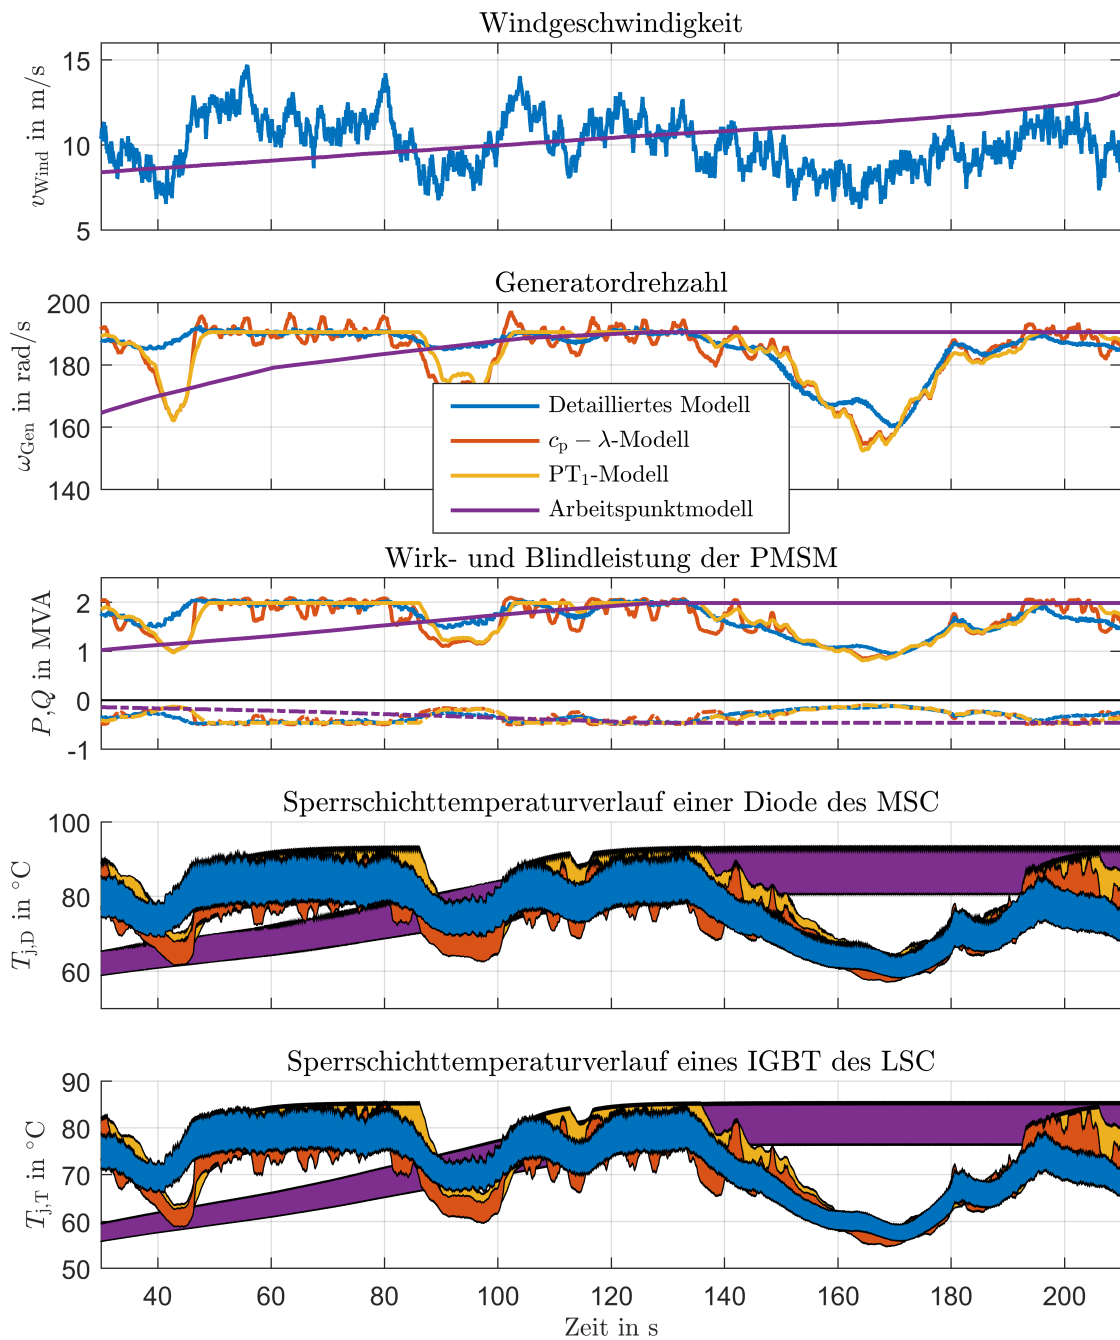 Windgeschwindigkeit
15
10
5
v_Wind in m/s
Generatordrehzahl
200
180
160
140
ω_Gen in rad/s
Detailliertes Modell
c_p − λ-Modell
PT_1-Modell
Arbeitspunktmodell
Wirk- und Blindleistung der PMSM
2
1
0
-1
P,Q in MVA
Sperrschichttemperaturverlauf einer Diode des MSC
100
80
60
T_j,D in °C
Sperrschichttemperaturverlauf eines IGBT des LSC
90
80
70
60
50
T_j,T in °C
40 60 80 100 120 140 160 180 200
Zeit in s